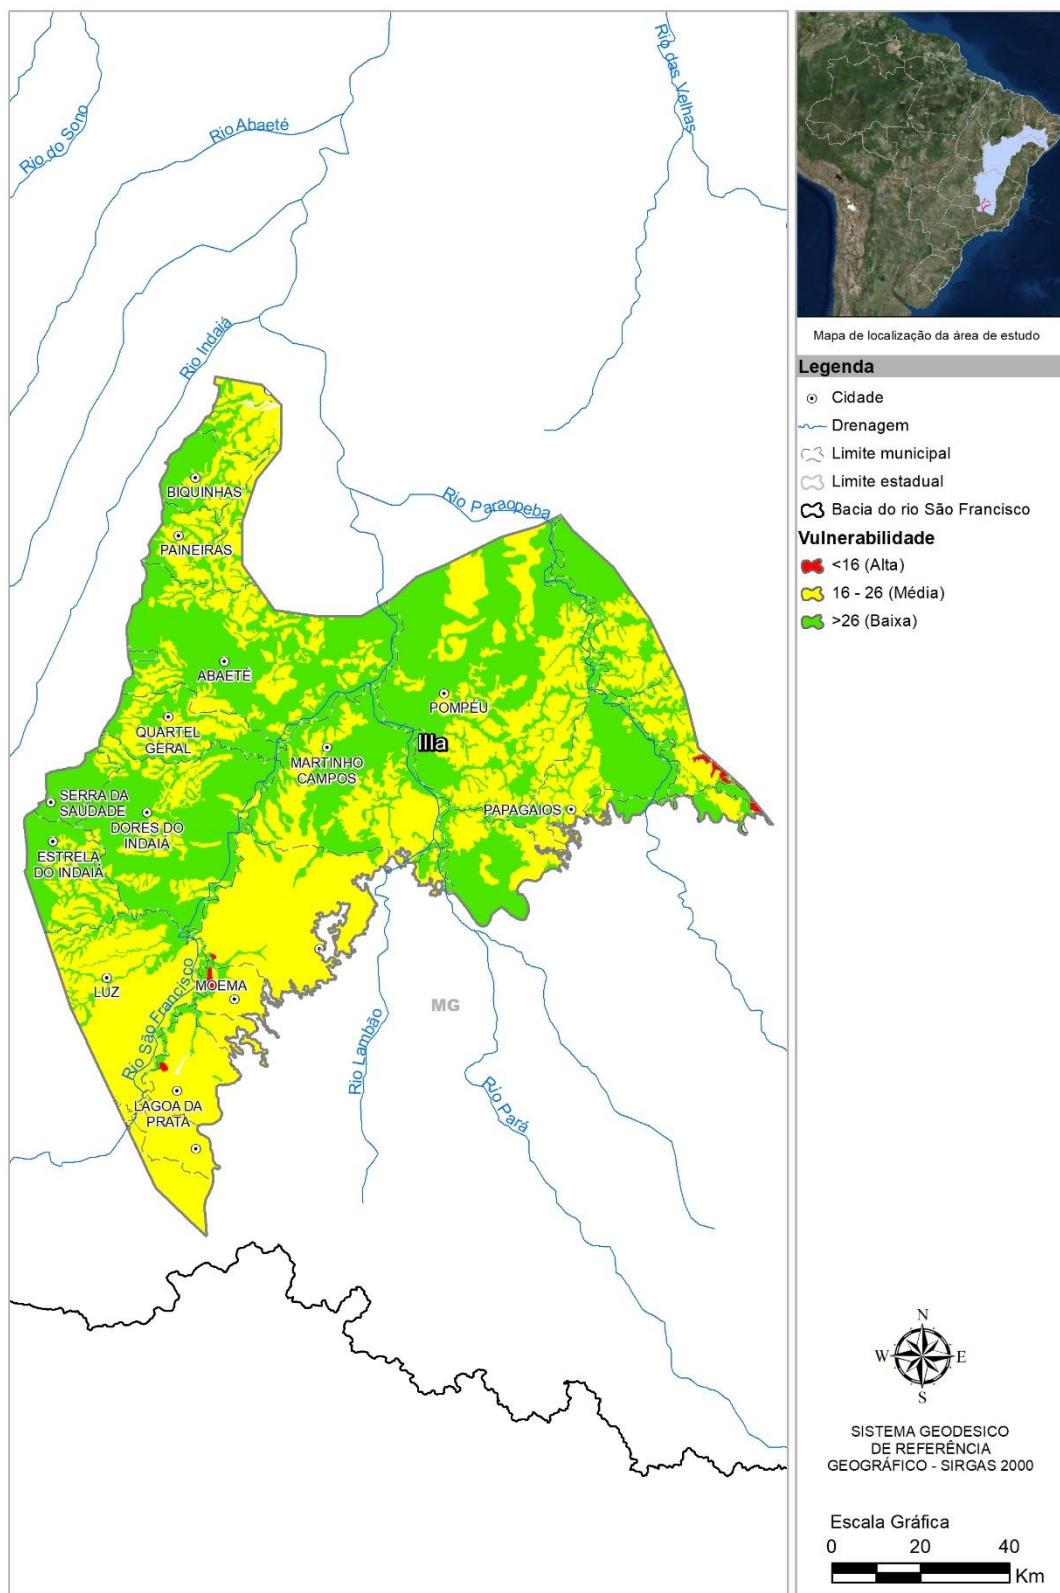 Rio do Sono
Rio Abaeté
Rio das Velhas
Rio Indaiá
Rio Paraopeba
BIQUINHAS
PAINEIRAS
ABAETÉ
POMPÉU
QUARTEL
GERAL
IIIa
MARTINHO
CAMPOS
SERRA DA
SAUDADE
DORES DO
INDAIÁ
PAPAGAIOS
ESTRELA
DO INDAIÁ
LUZ
MOEMA
Rio São Francisco
MG
Rio Lambão
Rio Pará
LAGOA DA
PRATA
Mapa de localização da área de estudo
Legenda
Cidade
Drenagem
Limite municipal
Limite estadual
Bacia do rio São Francisco
Vulnerabilidade
<16 (Alta)
16 - 26 (Média)
>26 (Baixa)
N
W E
S
SISTEMA GEODESICO
DE REFERÊNCIA
GEOGRÁFICO - SIRGAS 2000
Escala Gráfica
0 20 40
Km